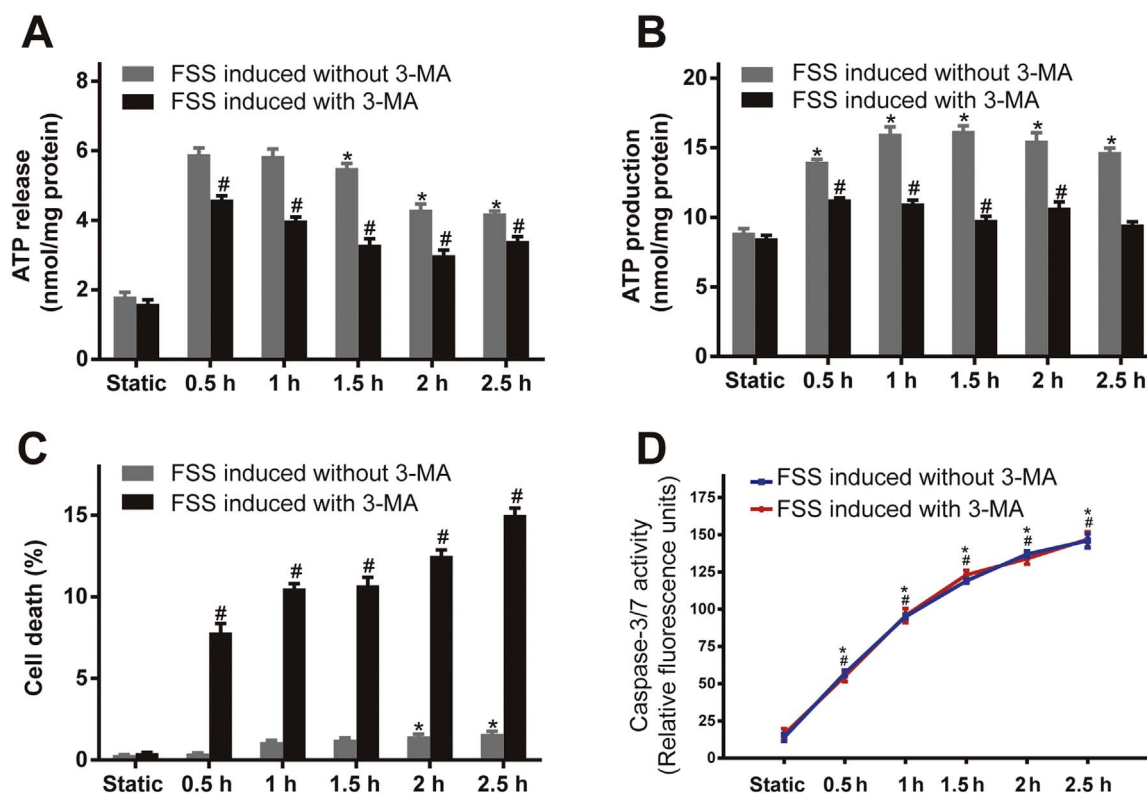 A
FSS induced without 3-MA
FSS induced with 3-MA
ATP release
(nmol/mg protein)
8
6
4
2
0
# # # * # * # * #
Static 0.5 h 1 h 1.5 h 2 h 2.5 h
B
FSS induced without 3-MA
FSS induced with 3-MA
ATP production
(nmol/mg protein)
20
15
10
5
0
* # * # * # * # *
Static 0.5 h 1 h 1.5 h 2 h 2.5 h
C
FSS induced without 3-MA
FSS induced with 3-MA
Cell death (%)
15
10
5
0
# # # * # * #
Static 0.5 h 1 h 1.5 h 2 h 2.5 h
D
FSS induced without 3-MA
FSS induced with 3-MA
Caspase-3/7 activity
(Relative fluorescence units)
175
150
125
100
75
50
25
0
* * * * *
# # # # #
Static 0.5 h 1 h 1.5 h 2 h 2.5 h